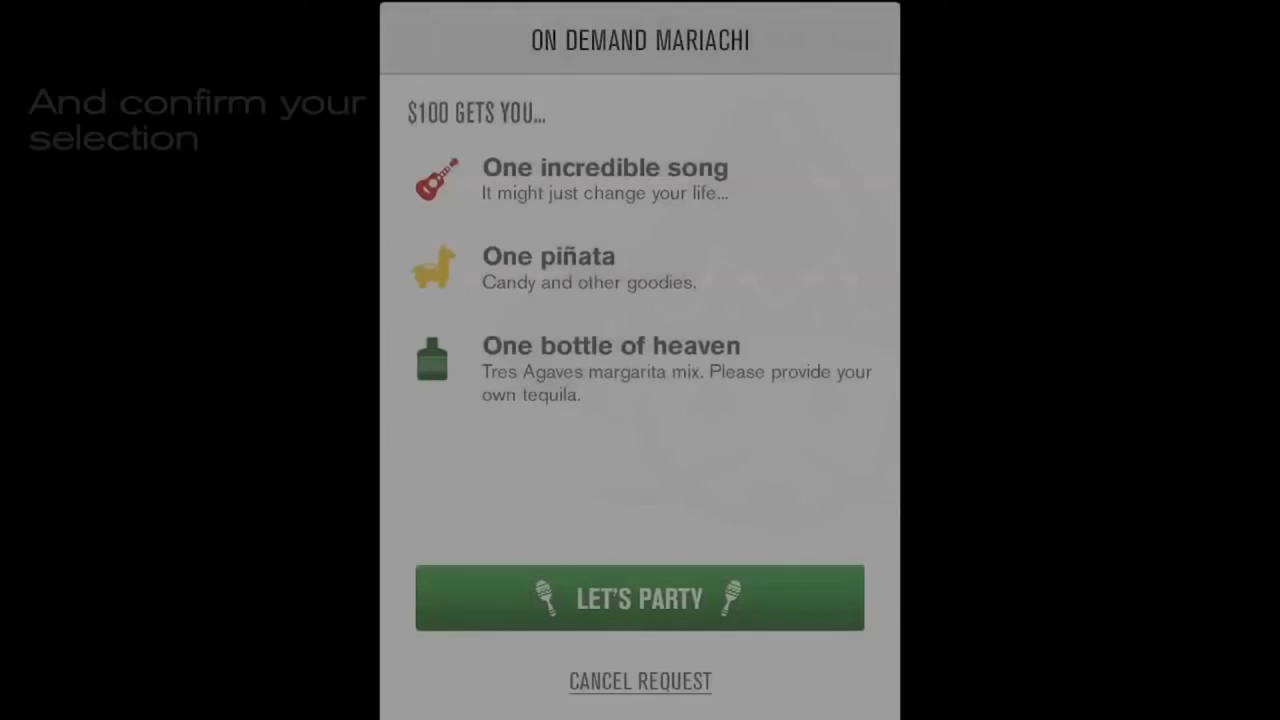 ON DEMAND MARIACHI
And confirm your
selection
$100 GETS YOU...
One incredible song
It might just change your life...
One piñata
Candy and other goodies.
One bottle of heaven
Tres Agaves margarita mix. Please provide your
own tequila.
LET'S PARTY
CANCEL REQUEST